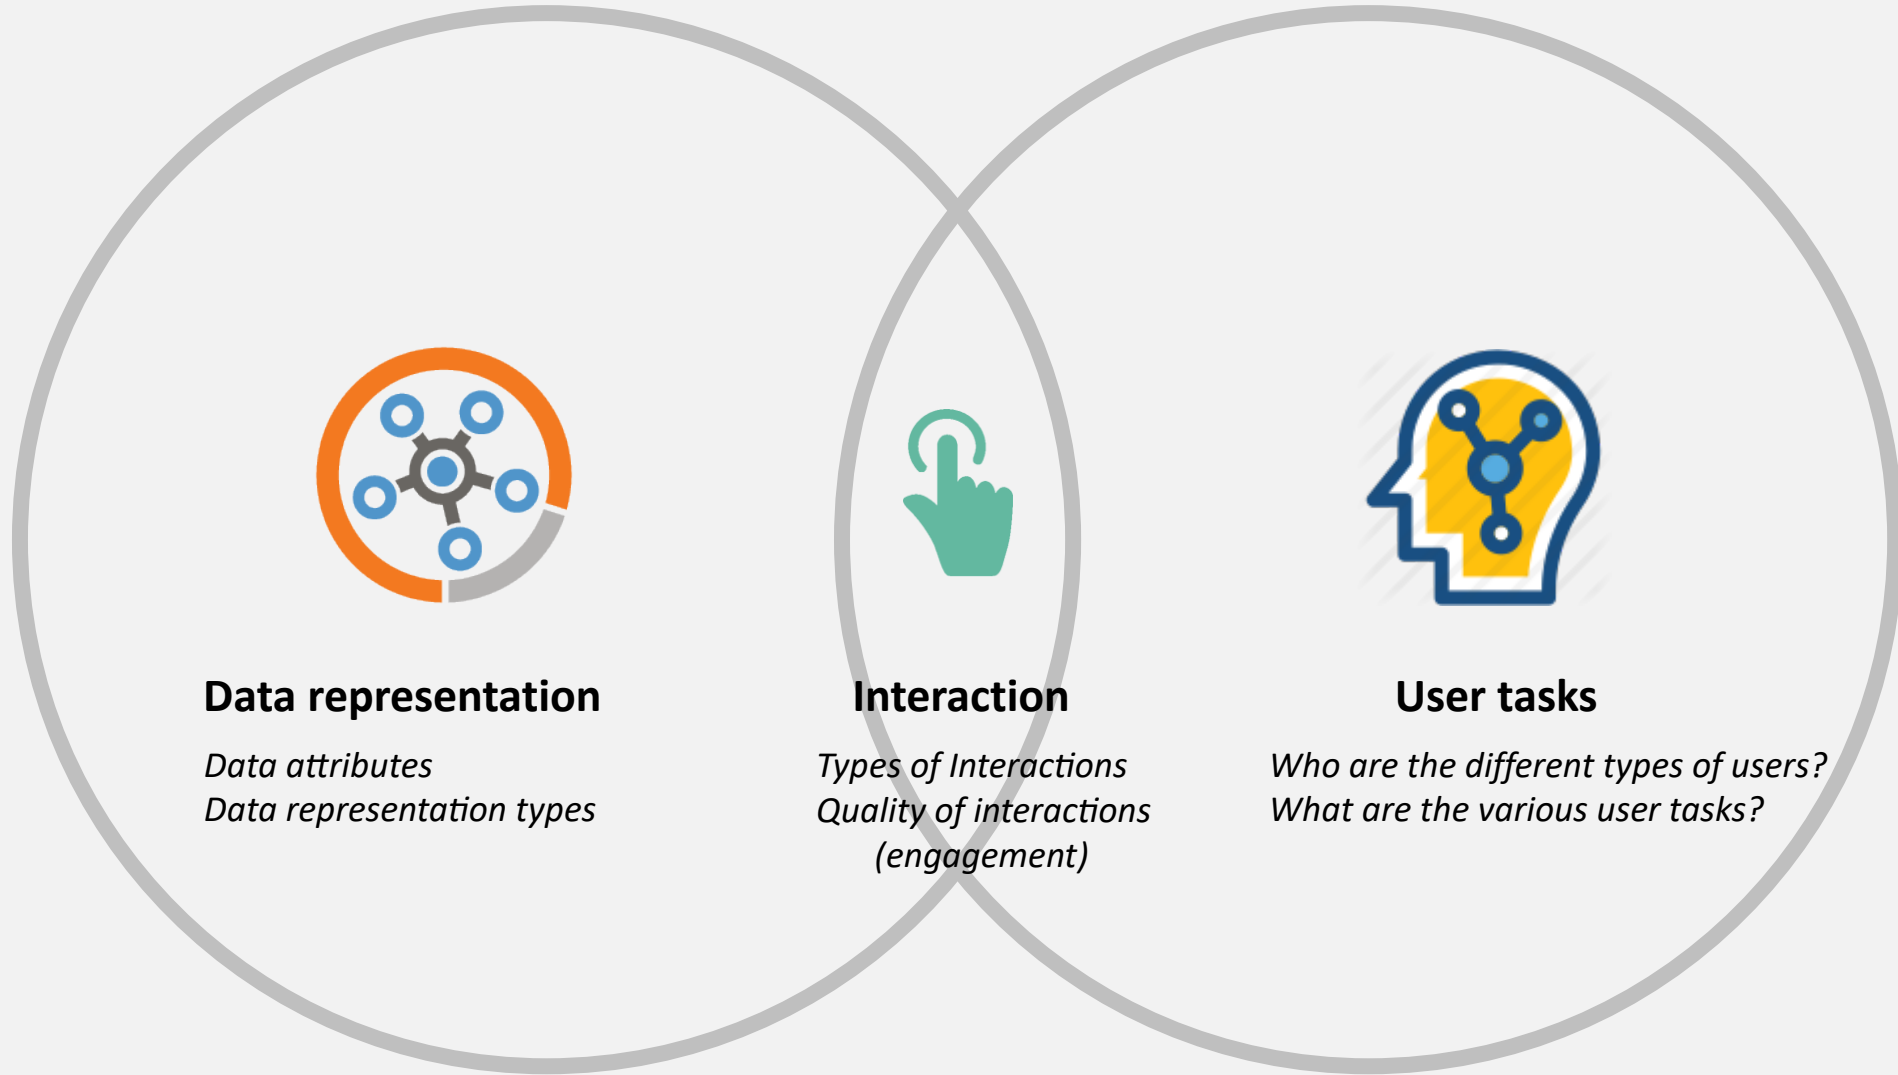 Data representation
Data attributes
Data representation types
Interaction
Types of Interactions
Quality of interactions
(engagement)
User tasks
Who are the different types of users?
What are the various user tasks?